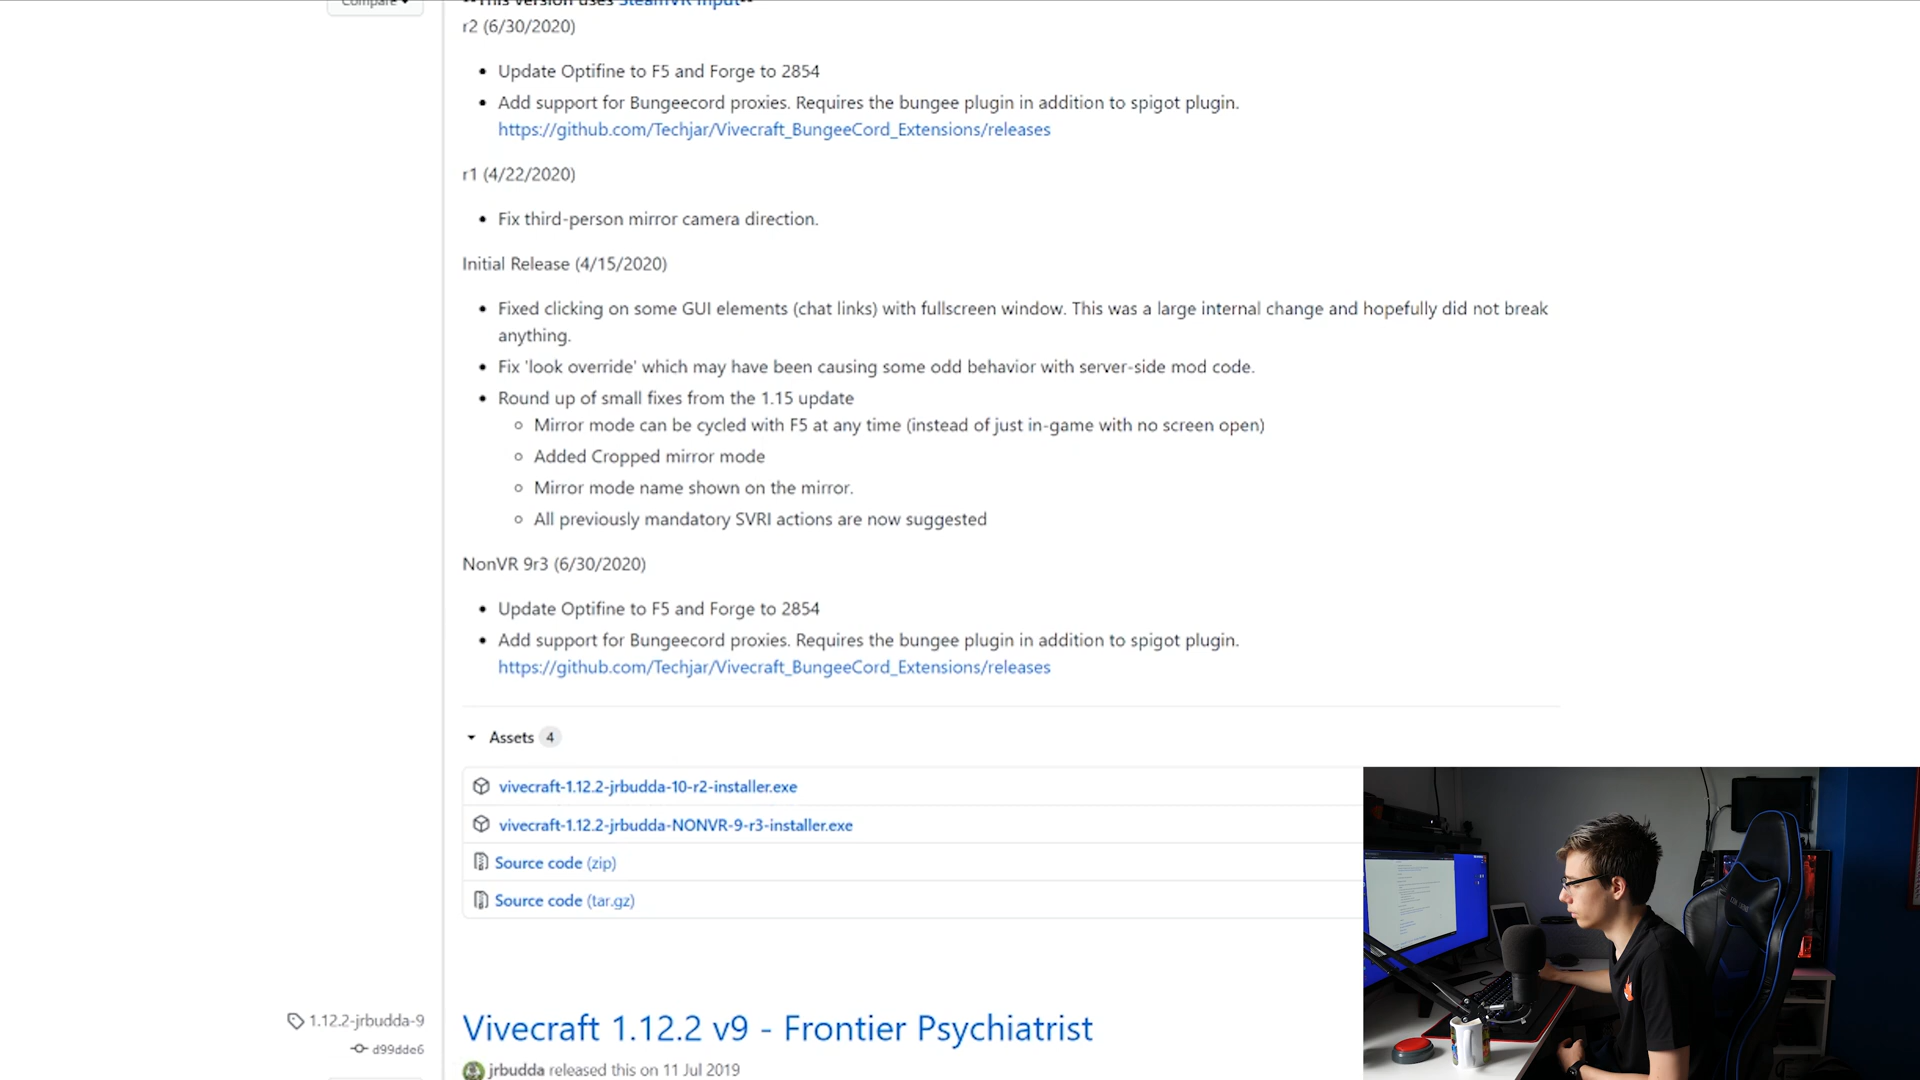 Compare
**This version uses SteamVR Input**
r2 (6/30/2020)
Update Optifine to F5 and Forge to 2854
Add support for Bungeecord proxies. Requires the bungee plugin in addition to spigot plugin.
https://github.com/Techjar/Vivecraft_BungeeCord_Extensions/releases
r1 (4/22/2020)
Fix third-person mirror camera direction.
Initial Release (4/15/2020)
Fixed clicking on some GUI elements (chat links) with fullscreen window. This was a large internal change and hopefully did not break
anything.
Fix 'look override' which may have been causing some odd behavior with server-side mod code.
Round up of small fixes from the 1.15 update
Mirror mode can be cycled with F5 at any time (instead of just in-game with no screen open)
Added Cropped mirror mode
Mirror mode name shown on the mirror.
All previously mandatory SVRI actions are now suggested
NonVR 9r3 (6/30/2020)
Update Optifine to F5 and Forge to 2854
Add support for Bungeecord proxies. Requires the bungee plugin in addition to spigot plugin.
https://github.com/Techjar/Vivecraft_BungeeCord_Extensions/releases
Assets 4
vivecraft-1.12.2-jrbudda-10-r2-installer.exe
vivecraft-1.12.2-jrbudda-NONVR-9-r3-installer.exe
Source code (zip)
Source code (tar.gz)
1.12.2-jrbudda-9
d99dde6
Vivecraft 1.12.2 v9 - Frontier Psychiatrist
jrbudda released this on 11 Jul 2019